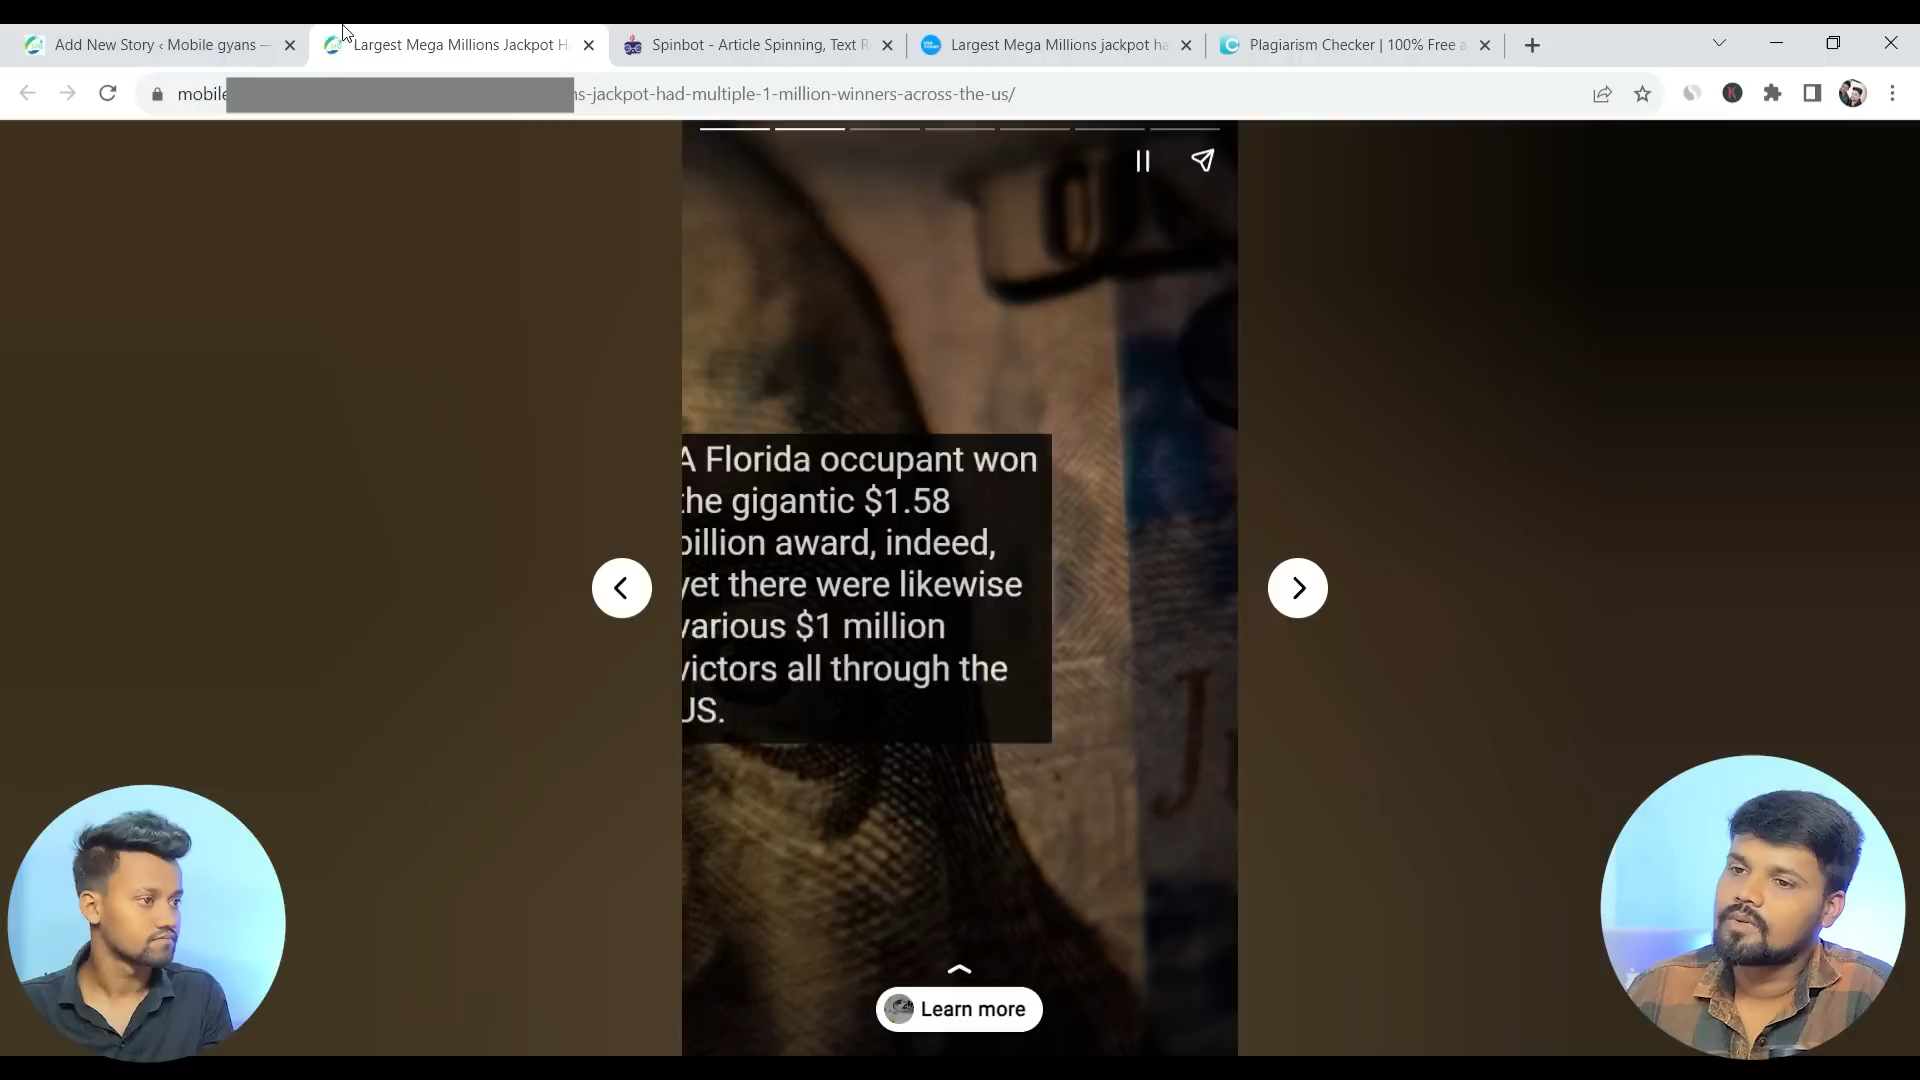 Add New Story ‹ Mobile gyans —
Largest Mega Millions Jackpot H
Spinbot - Article Spinning, Text R
Largest Mega Millions jackpot ha
Plagiarism Checker | 100% Free a
mobile
ns-jackpot-had-multiple-1-million-winners-across-the-us/
A Florida occupant won
the gigantic $1.58
billion award, indeed,
yet there were likewise
various $1 million
victors all through the
US.
Learn more